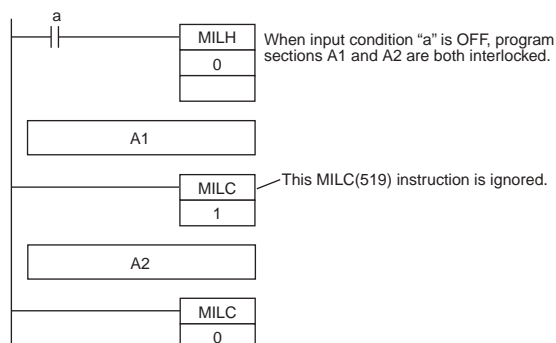 a
MILH
When input condition “a” is OFF, program
sections A1 and A2 are both interlocked.
0
A1
MILC
This MILC(519) instruction is ignored.
1
A2
MILC
0